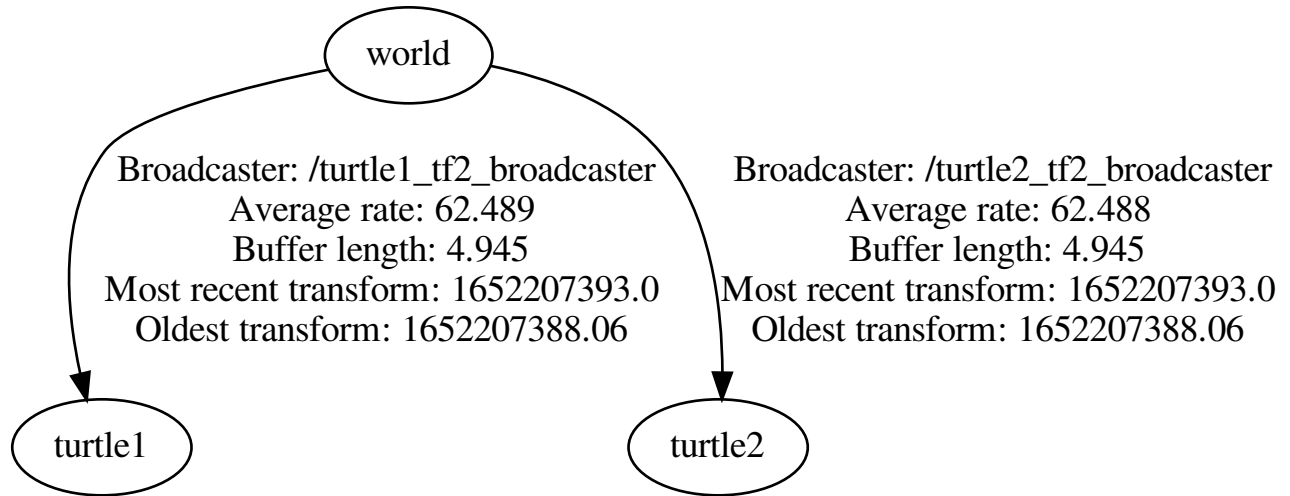 world
Broadcaster: /turtle1_tf2_broadcaster
Average rate: 62.489
Buffer length: 4.945
Most recent transform: 1652207393.0
Oldest transform: 1652207388.06
Broadcaster: /turtle2_tf2_broadcaster
Average rate: 62.488
Buffer length: 4.945
Most recent transform: 1652207393.0
Oldest transform: 1652207388.06
turtle1
turtle2